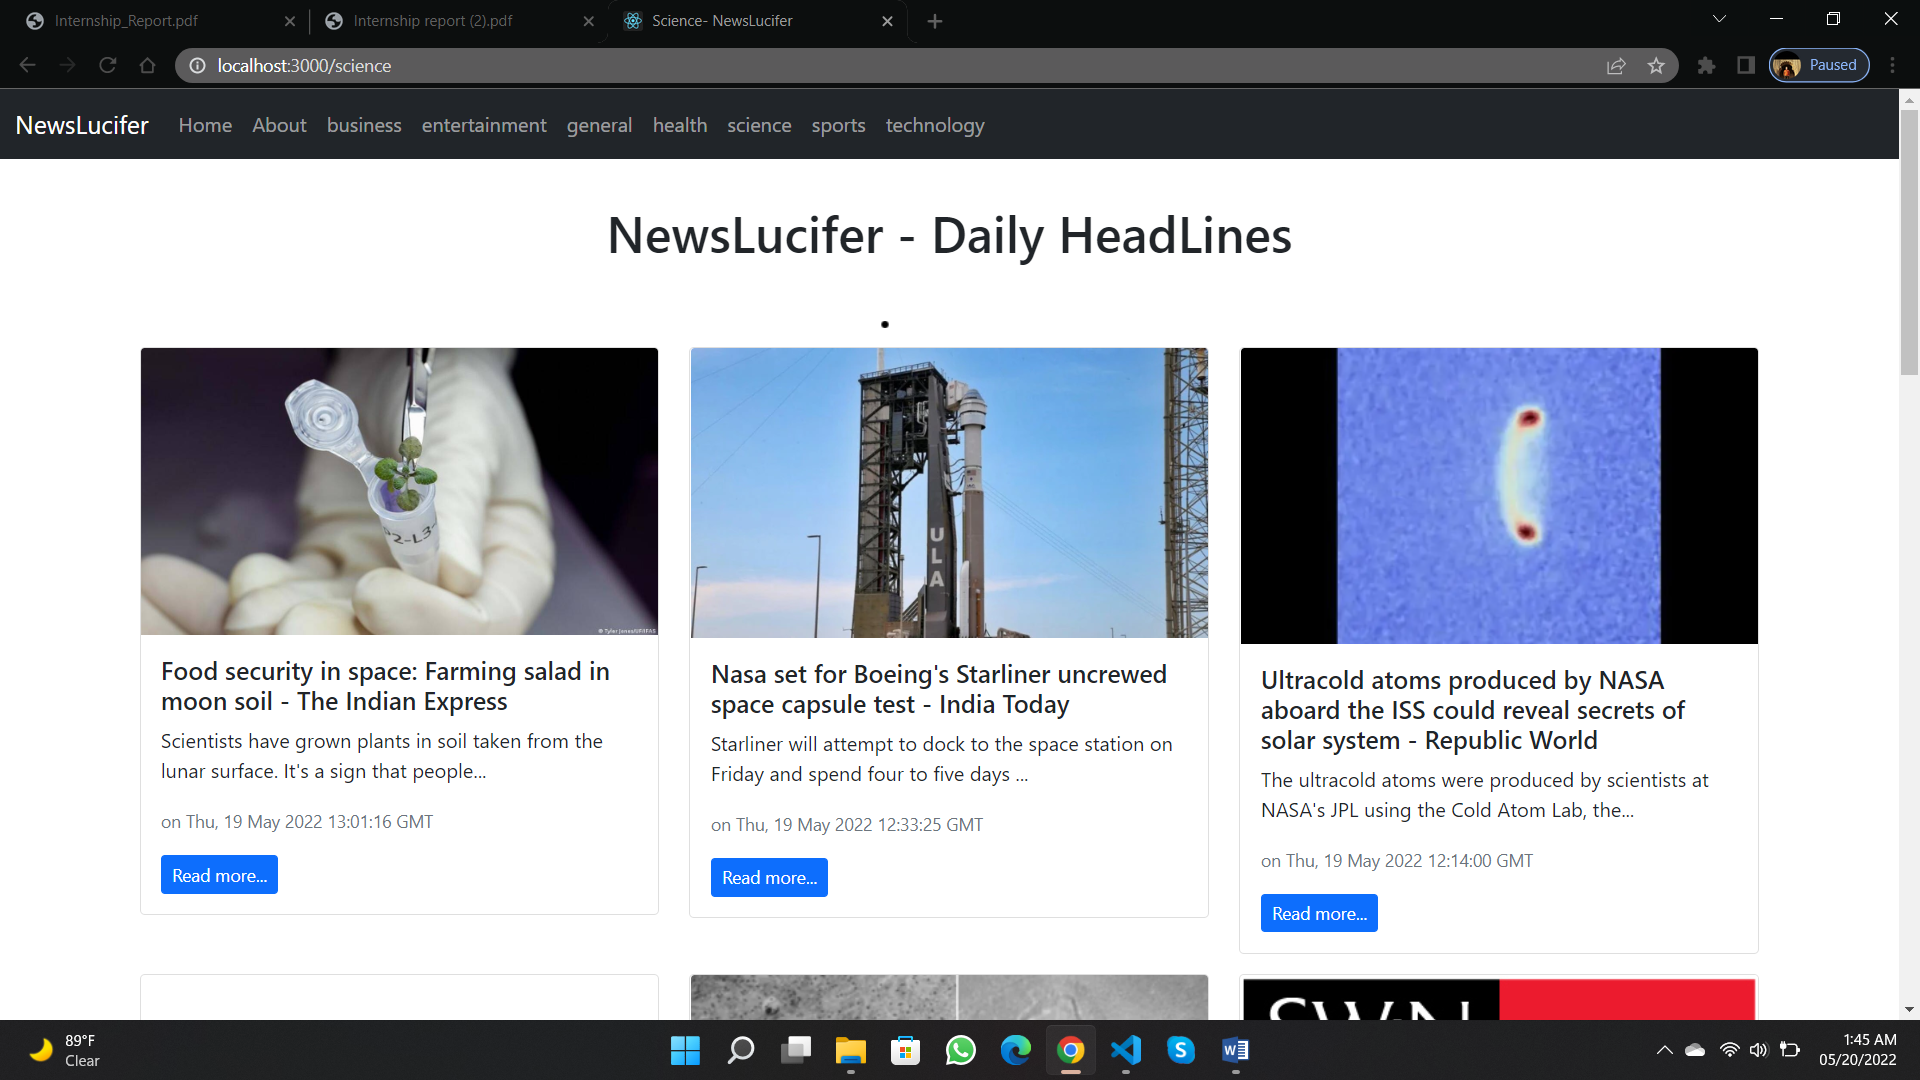 Internship_Report.pdf
Internship report (2).pdf
Science- NewsLucifer
localhost:3000/science
Paused
NewsLucifer Home About business entertainment general health science sports technology
NewsLucifer - Daily HeadLines
2-L3-
© Tyler Jones/UF/IFAS
Food security in space: Farming salad in
moon soil - The Indian Express
Scientists have grown plants in soil taken from the
lunar surface. It's a sign that people...
on Thu, 19 May 2022 13:01:16 GMT
Read more...
ULA
Nasa set for Boeing's Starliner uncrewed
space capsule test - India Today
Starliner will attempt to dock to the space station on
Friday and spend four to five days ...
on Thu, 19 May 2022 12:33:25 GMT
Read more...
Ultracold atoms produced by NASA
aboard the ISS could reveal secrets of
solar system - Republic World
The ultracold atoms were produced by scientists at
NASA's JPL using the Cold Atom Lab, the...
on Thu, 19 May 2022 12:14:00 GMT
Read more...
89°F
Clear
1:45 AM
05/20/2022